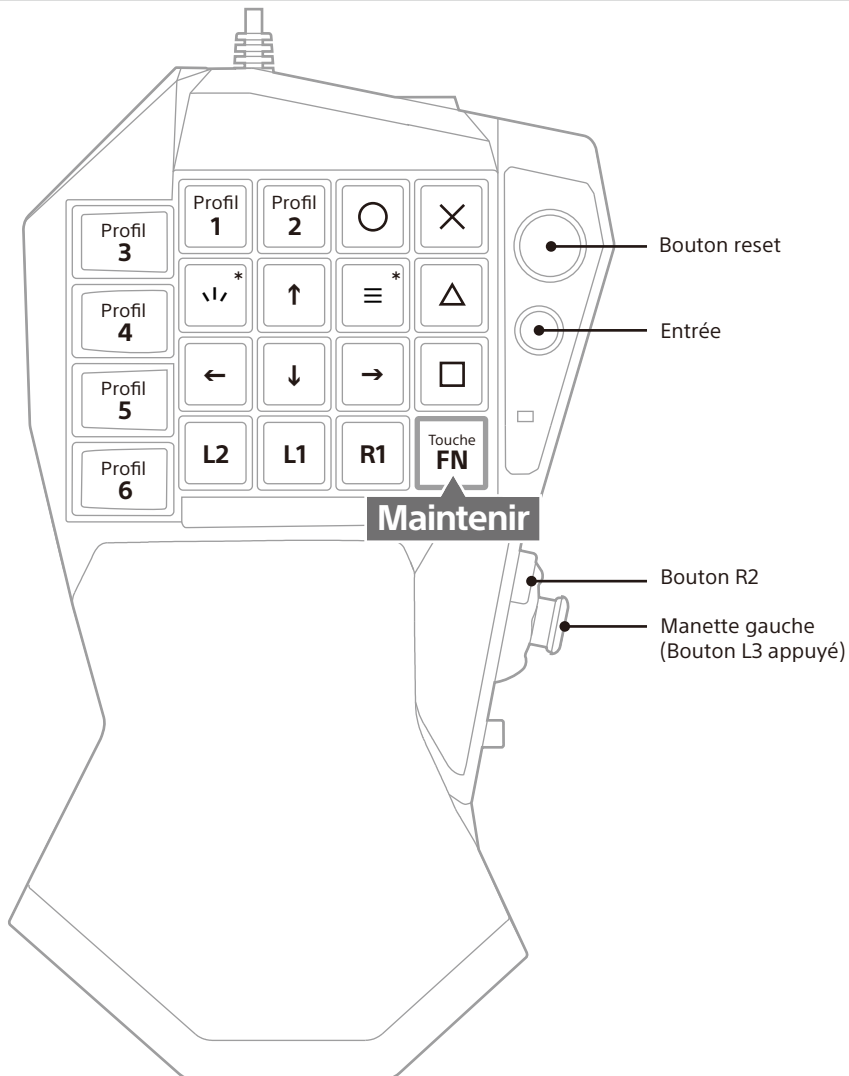 Profil
1
Profil
2
○
×
Profil
3
*
↑
≡ *
△
Profil
4
←
↓
→
□
Profil
5
L2
L1
R1
Touche
FN
Profil
6
Maintenir
Bouton reset
Entrée
Bouton R2
Manette gauche
(Bouton L3 appuyé)